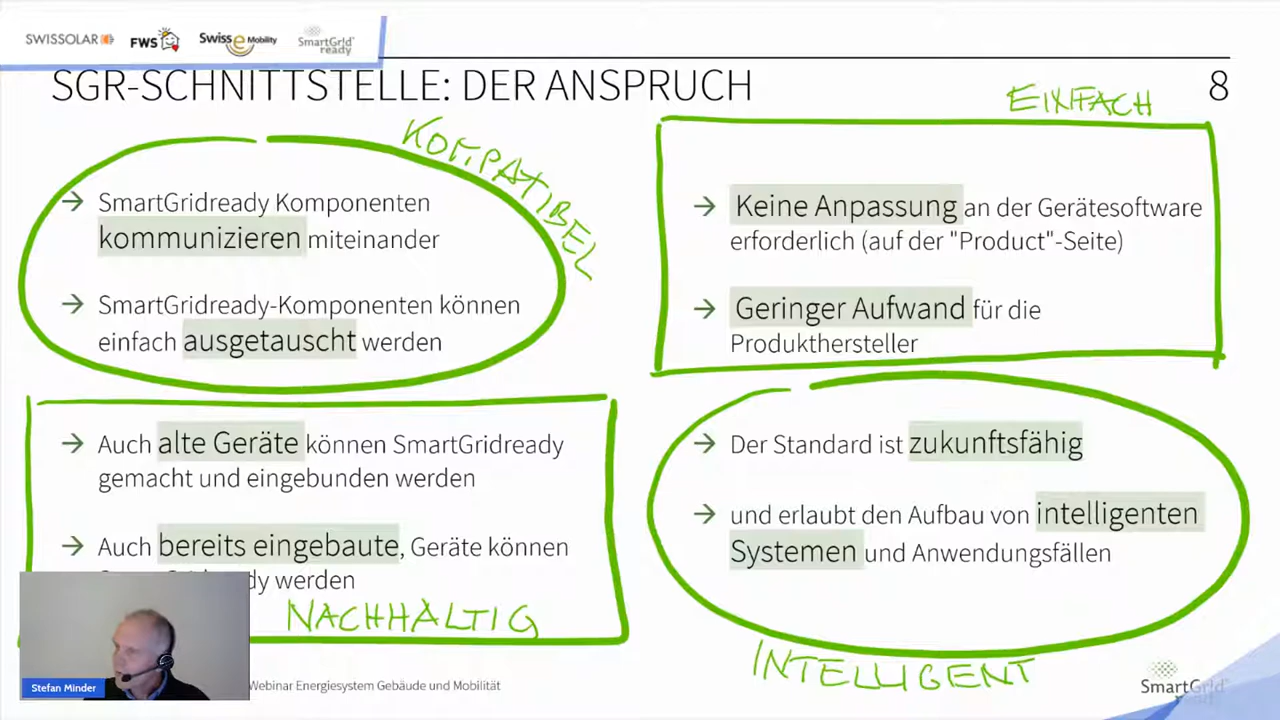 SWISSOLAR
FWS
Swiss eMobility
SmartGrid
ready
SGR-SCHNITTSTELLE: DER ANSPRUCH
8
KOMPATIBEL
→ SmartGridready Komponenten
kommunizieren miteinander
→ SmartGridready-Komponenten können
einfach ausgetauscht werden
EINFACH
→ Keine Anpassung an der Gerätesoftware
erforderlich (auf der "Product"-Seite)
→ Geringer Aufwand für die
Produkthersteller
→ Auch alte Geräte können SmartGridready
gemacht und eingebunden werden
→ Auch bereits eingebaute, Geräte können
werden
NACHHALTIG
→ Der Standard ist zukunftsfähig
→ und erlaubt den Aufbau von intelligenten
Systemen und Anwendungsfällen
INTELLIGENT
Stefan Minder
Webinar Energiesystem Gebäude und Mobilität
SmartGrid
ready